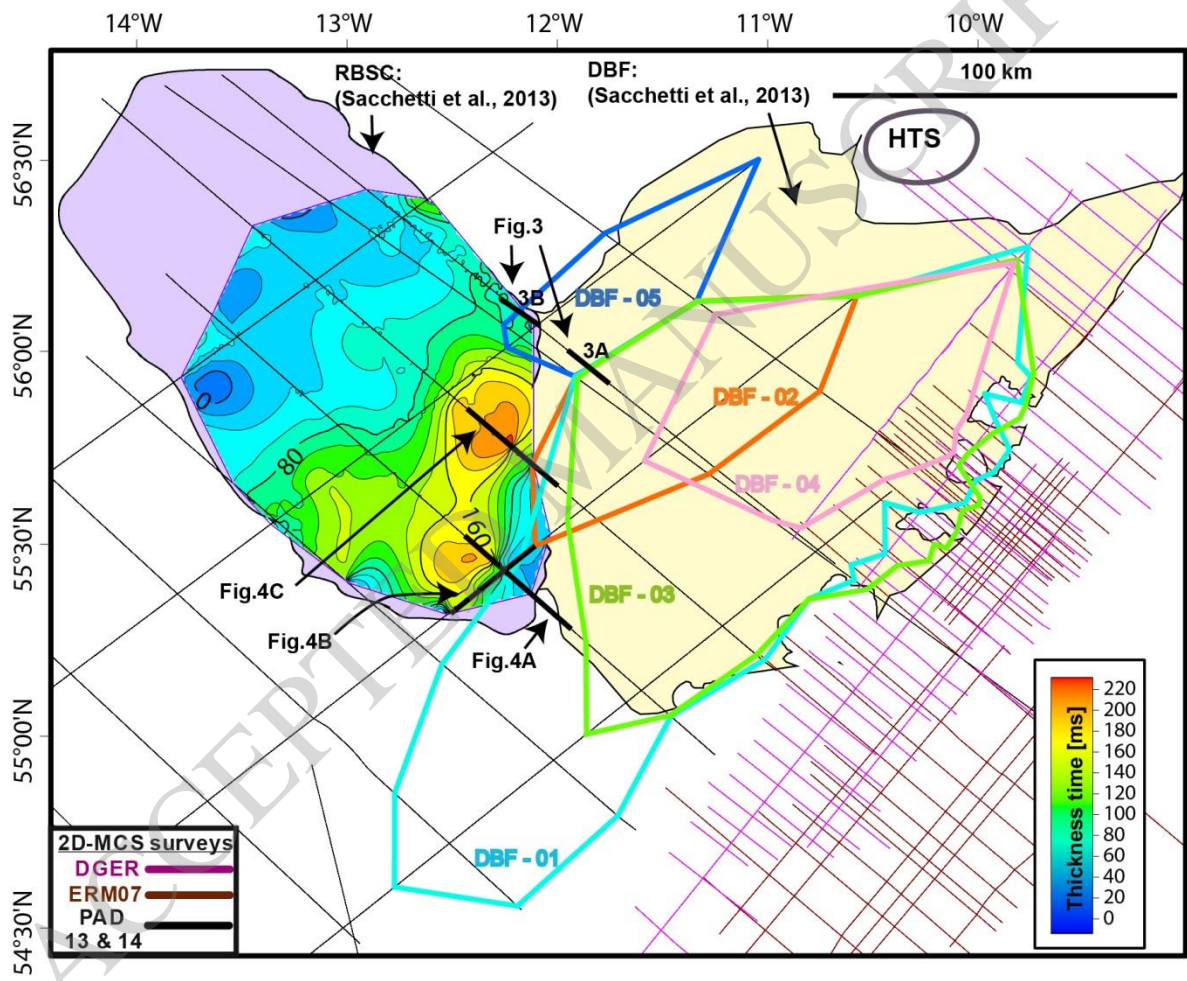 14°W
13°W
12°W
11°W
10°W
RBSC:
(Sacchetti et al., 2013)
DBF:
(Sacchetti et al., 2013)
100 km
HTS
56°30'N
56°00'N
55°30'N
55°00'N
54°30'N
Fig.3
3B
DBF - 05
3A
0
DBF - 02
80
DBF - 04
160
Fig.4C
DBF - 03
Fig.4B
Fig.4A
DBF - 01
Thickness time [ms]
220
200
180
160
140
120
100
80
60
40
20
0
2D-MCS surveys
DGER
ERM07
PAD
13 & 14
ACCEPTED MANUSCRIP